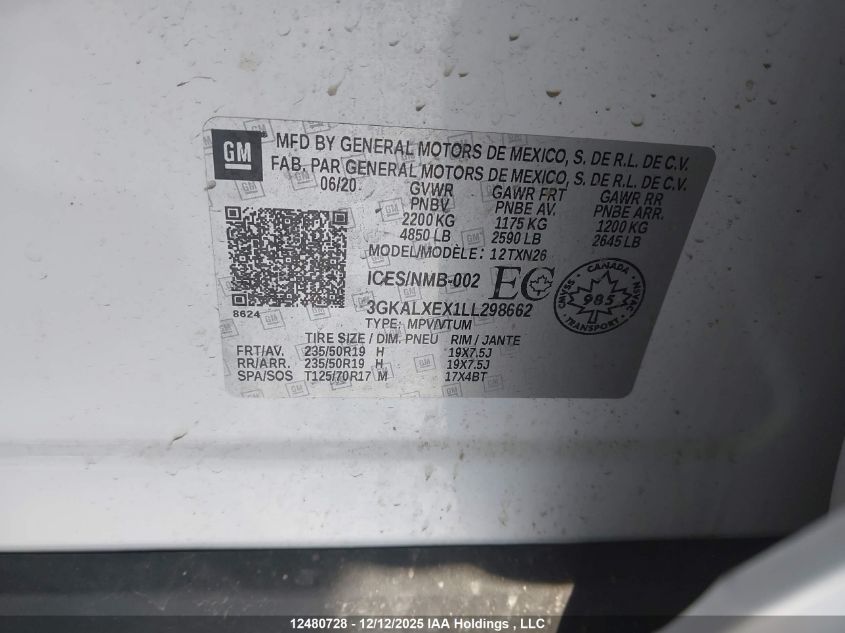 GM
MFD BY GENERAL MOTORS DE MEXICO, S. DE R.L. DE C.V.
FAB. PAR GENERAL MOTORS DE MEXICO, S. DE R.L. DE C.V.
06/20 GVWR GAWR FRT GAWR RR
PNBV PNBE AV. PNBE ARR.
2200 KG 1175 KG 1200 KG
4850 LB 2590 LB 2645 LB
MODEL/MODÈLE: 12TXN26
ICES/NMB-002 EC
CANADA
CMVSS 985 NSVAC
TRANSPORT
8624
3GKALXEX1LL298662
TYPE: MPV/VTUM
TIRE SIZE / DIM. PNEU RIM / JANTE
FRT/AV. 235/50R19 H 19X7.5J
RR/ARR. 235/50R19 H 19X7.5J
SPA/SOS T125/70R17 M 17X4BT
12480728 - 12/12/2025 IAA Holdings , LLC